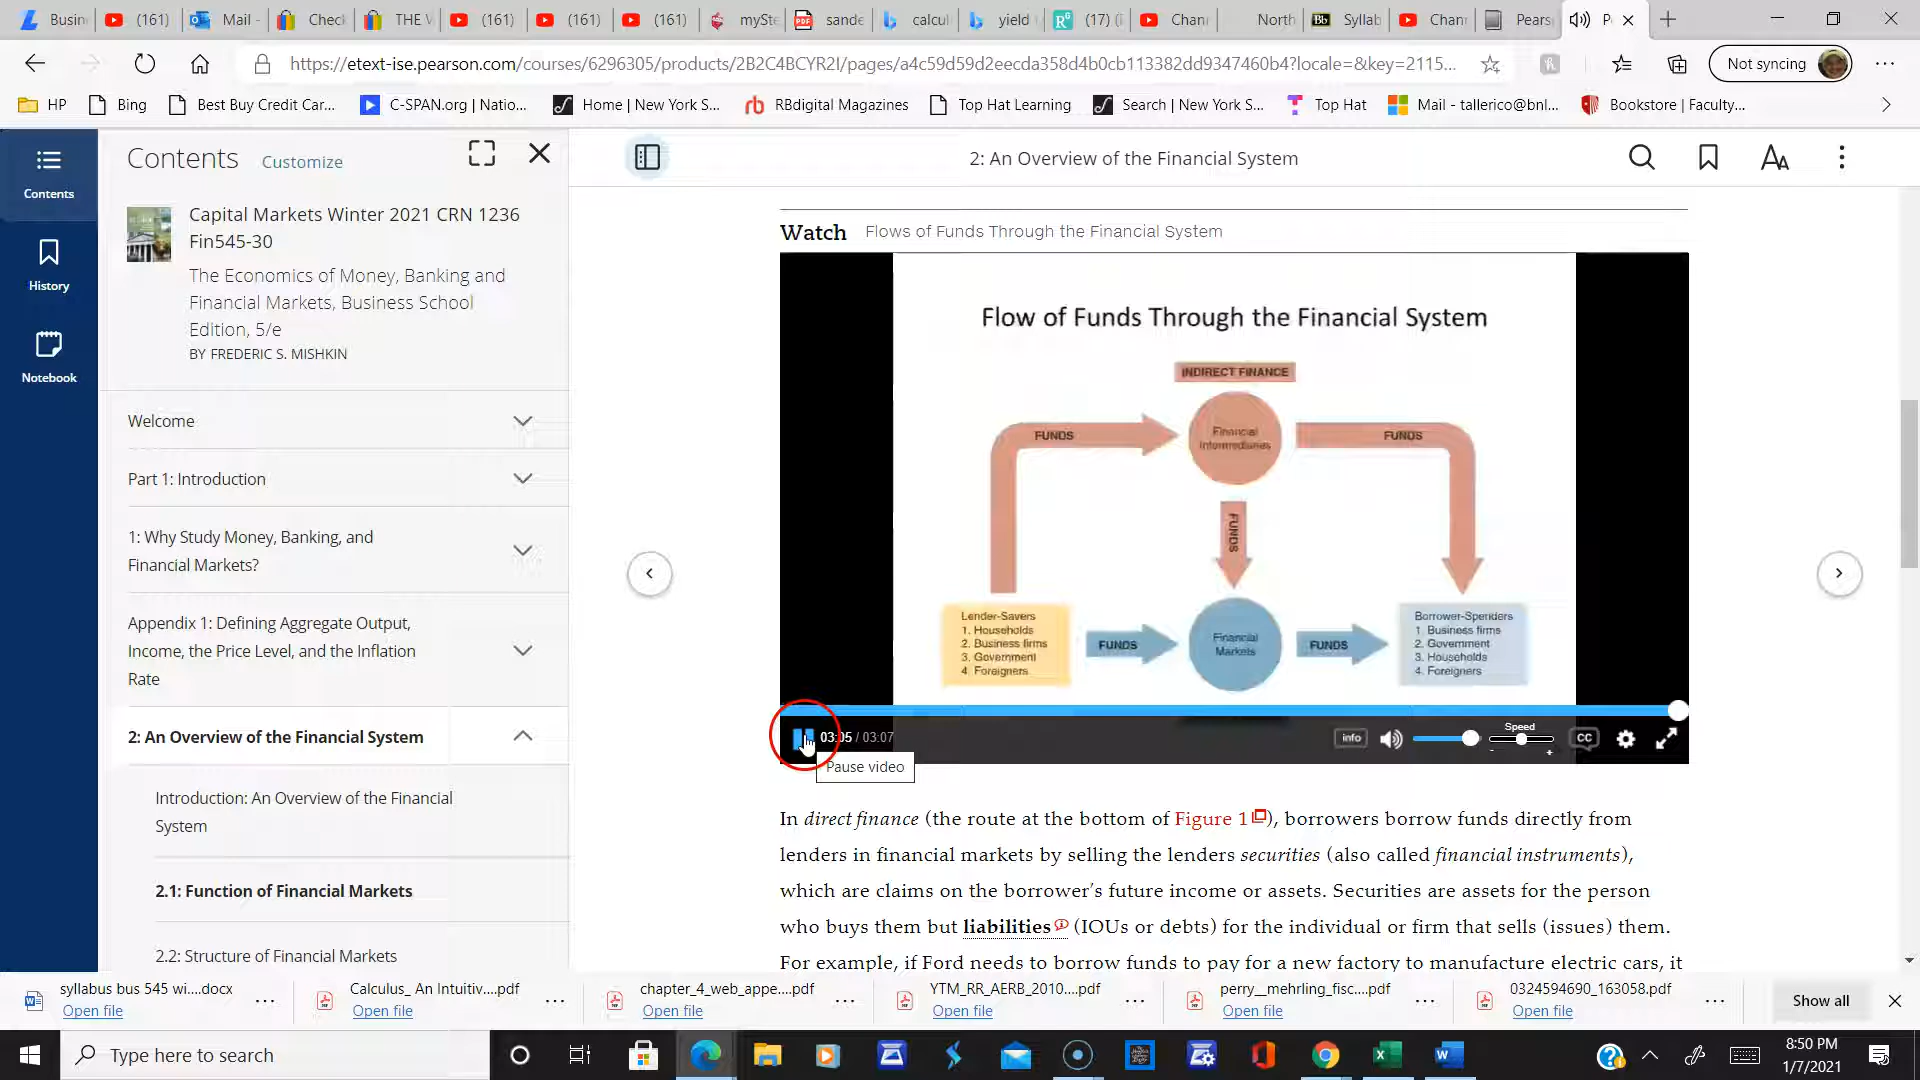 Busin
(161)
Mail -
Check
THE V
(161)
(161)
(161)
mySte
sande
calcul
yield
(17) (i
Chann
North
Syllab
Chann
Pears
P
https://etext-ise.pearson.com/courses/6296305/products/2B2C4BCYR2I/pages/a4c59d59d2eecda358d4b0cb113382dd9347460b4?locale=&key=2115...
Not syncing
HP
Bing
Best Buy Credit Car...
C-SPAN.org | Natio...
Home | New York S...
RBdigital Magazines
Top Hat Learning
Search | New York S...
Top Hat
Mail - tallerico@bnl...
Bookstore | Faculty...
Contents
History
Notebook
Contents Customize
Capital Markets Winter 2021 CRN 1236
Fin545-30
The Economics of Money, Banking and
Financial Markets, Business School
Edition, 5/e
BY FREDERIC S. MISHKIN
Welcome
Part 1: Introduction
1: Why Study Money, Banking, and
Financial Markets?
Appendix 1: Defining Aggregate Output,
Income, the Price Level, and the Inflation
Rate
2: An Overview of the Financial System
Introduction: An Overview of the Financial
System
2.1: Function of Financial Markets
2.2: Structure of Financial Markets
2: An Overview of the Financial System
Watch Flows of Funds Through the Financial System
Flow of Funds Through the Financial System
INDIRECT FINANCE
FUNDS
Financial
Intermediaries
FUNDS
FUNDS
Lender-Savers
1. Households
2. Business firms
3. Government
4. Foreigners
FUNDS
Financial
Markets
FUNDS
Borrower-Spenders
1. Business firms
2. Government
3. Households
4. Foreigners
03:05 / 03:07
info
Speed
- +
CC
Pause video
In direct finance (the route at the bottom of Figure 1), borrowers borrow funds directly from
lenders in financial markets by selling the lenders securities (also called financial instruments),
which are claims on the borrower's future income or assets. Securities are assets for the person
who buys them but liabilities (IOUs or debts) for the individual or firm that sells (issues) them.
For example, if Ford needs to borrow funds to pay for a new factory to manufacture electric cars, it
syllabus bus 545 wi....docx
Open file
Calculus_ An Intuitiv....pdf
Open file
chapter_4_web_appe....pdf
Open file
YTM_RR_AERB_2010....pdf
Open file
perry__mehrling_fisc....pdf
Open file
0324594690_163058.pdf
Open file
Show all
Type here to search
8:50 PM
1/7/2021